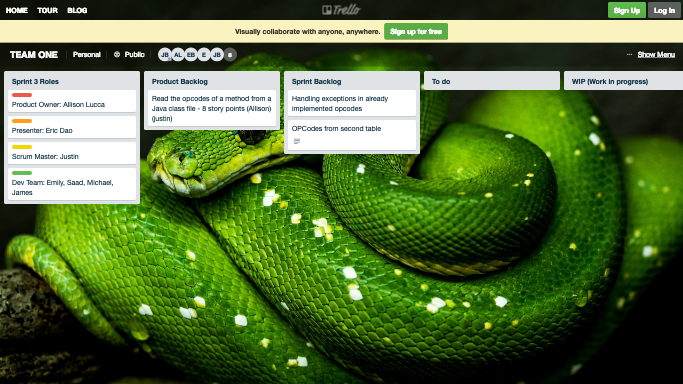 HOME TOUR BLOG
Trello
Sign Up Log In
Visually collaborate with anyone, anywhere. Sign up for free
TEAM ONE Personal Public
JB AL EB E JB 8
··· Show Menu
Sprint 3 Roles
Product Owner: Allison Lucca
Presenter: Eric Dao
Scrum Master: Justin
Dev Team: Emily, Saad, Michael,
James
Product Backlog
Read the opcodes of a method from a
Java class file - 8 story points (Allison)
(justin)
Sprint Backlog
Handling exceptions in already
implemented opcodes
OPCodes from second table
To do
WIP (Work in progress)